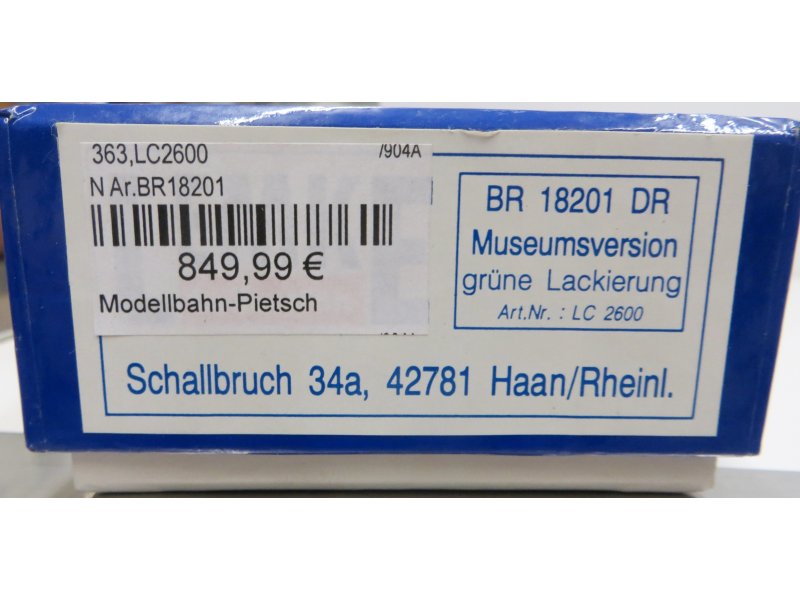 363,LC2600 /904A
N Ar.BR18201
849,99 €
Modellbahn-Pietsch
BR 18201 DR
Museumsversion
grüne Lackierung
Art.Nr. : LC 2600
Schallbruch 34a, 42781 Haan/Rheinl.